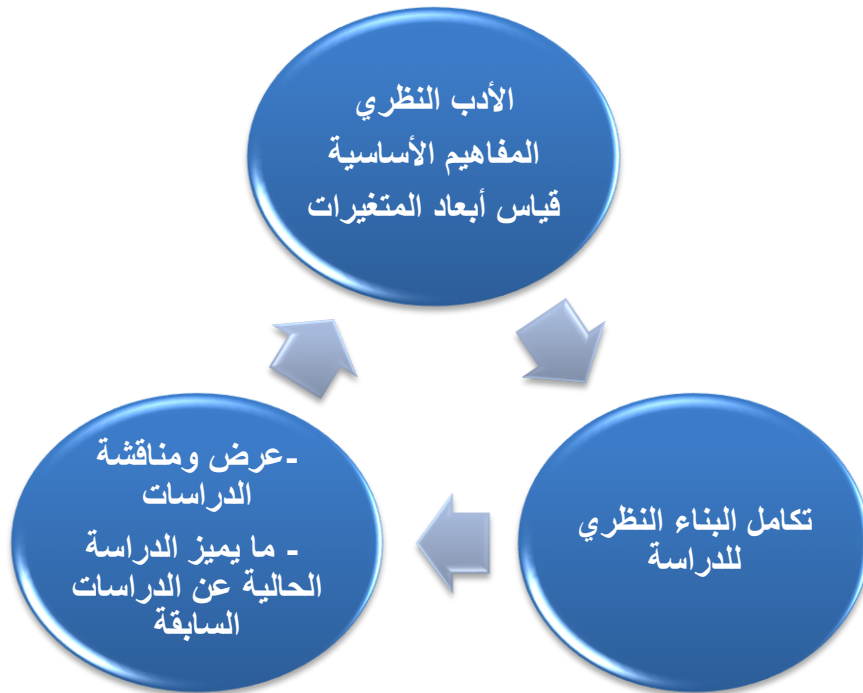 الأدب النظري
المفاهيم الأساسية
قياس أبعاد المتغيرات
تكامل البناء النظري
للدراسة
-عرض ومناقشة
الدراسات
- ما يميز الدراسة
الحالية عن الدراسات
السابقة